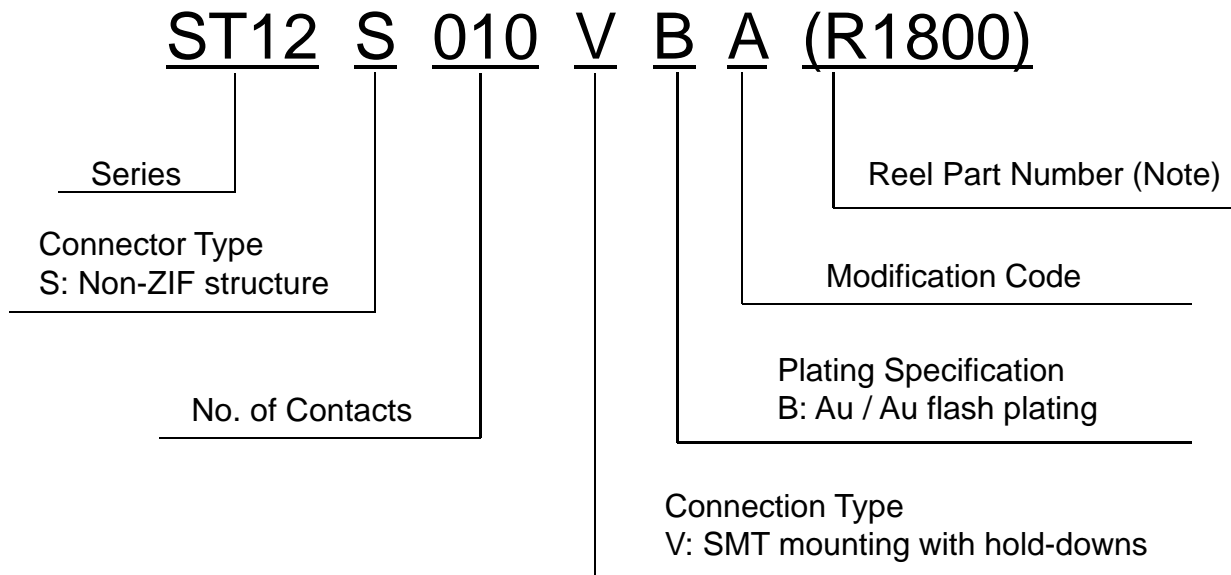 ST12 S 010 V B A (R1800)
Series
Reel Part Number (Note)
Connector Type
S: Non-ZIF structure
Modification Code
Plating Specification
B: Au / Au flash plating
No. of Contacts
Connection Type
V: SMT mounting with hold-downs